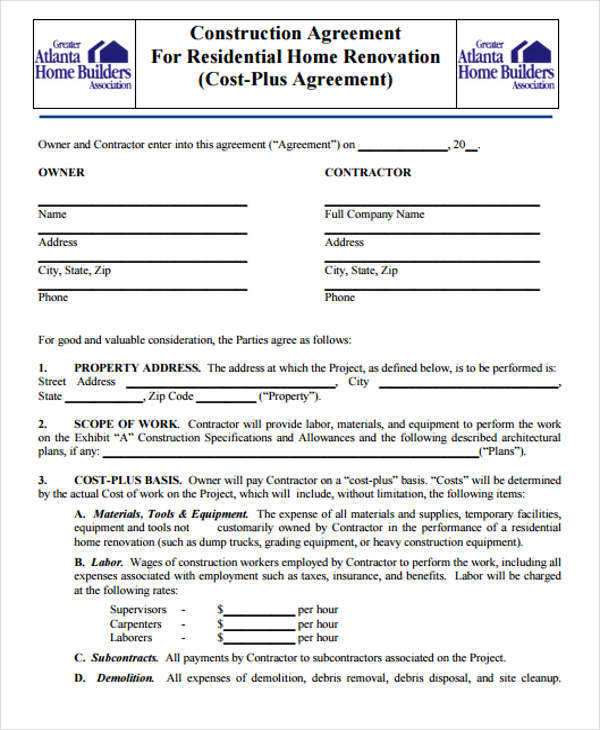 Greater
Atlanta
Home Builders
Association
Construction Agreement
For Residential Home Renovation
(Cost-Plus Agreement)
Greater
Atlanta
Home Builders
Association
Owner and Contractor enter into this agreement (“Agreement”) on ________________, 20__.
OWNER CONTRACTOR
Name Full Company Name
Address Address
City, State, Zip City, State, Zip
Phone Phone
For good and valuable consideration, the Parties agree as follows:
1. PROPERTY ADDRESS. The address at which the Project, as defined below, is to be performed is:
Street Address ______________________________________, City ________________________________,
State ______________, Zip Code ___________ (“Property”).
2. SCOPE OF WORK. Contractor will provide labor, materials, and equipment to perform the work
on the Exhibit “A” Construction Specifications and Allowances and the following described architectural
plans, if any: ____________________________________________________________________(“Plans”).
3. COST-PLUS BASIS. Owner will pay Contractor on a “cost-plus” basis. “Costs” will be determined
by the actual Cost of work on the Project, which will include, without limitation, the following items:
A. Materials, Tools & Equipment. The expense of all materials and supplies, temporary facilities,
equipment and tools not customarily owned by Contractor in the performance of a residential
home renovation (such as dump trucks, grading equipment, or heavy construction equipment).
B. Labor. Wages of construction workers employed by Contractor to perform the work, including all
expenses associated with employment such as taxes, insurance, and benefits. Labor will be charged
at the following rates:
Supervisors - $_____________ per hour
Carpenters - $_____________ per hour
Laborers - $_____________ per hour
C. Subcontracts. All payments by Contractor to subcontractors associated on the Project.
D. Demolition. All expenses of demolition, debris removal, debris disposal, and site cleanup.